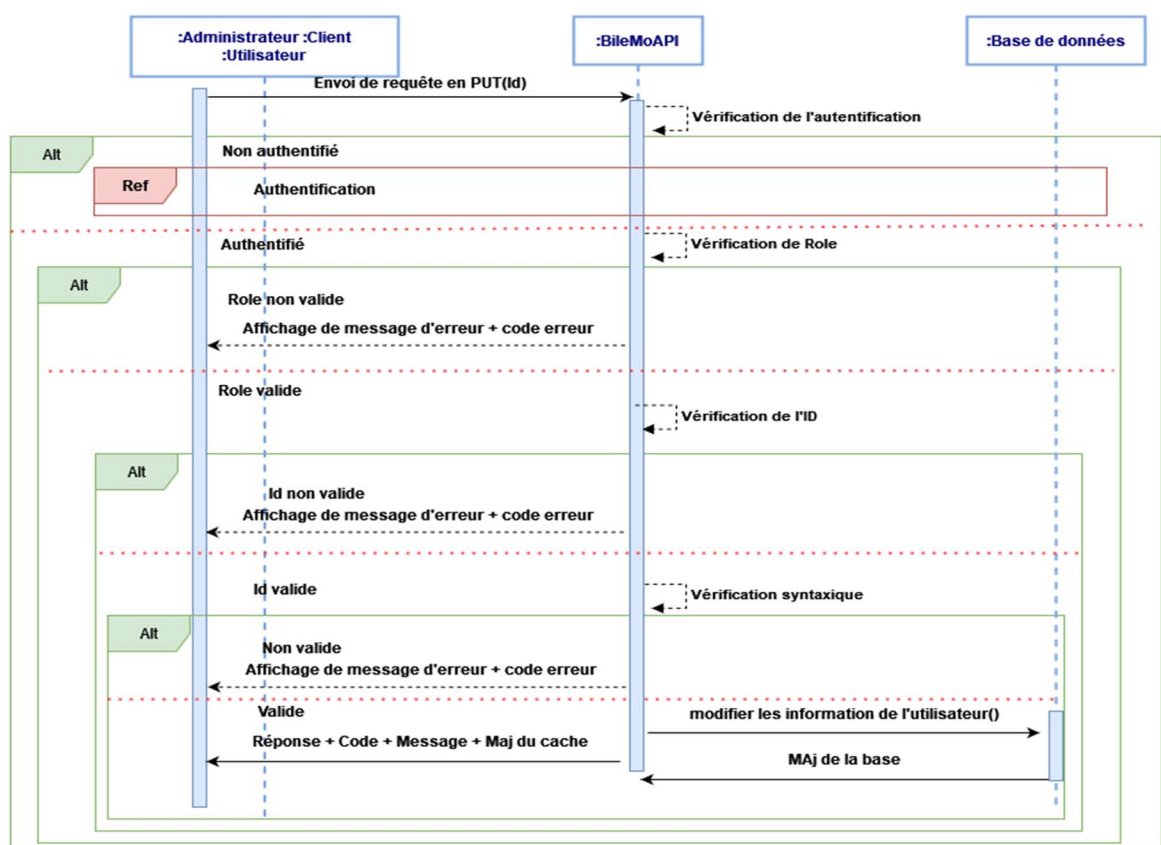 :Administrateur :Client
:Utilisateur
:BileMoAPI
:Base de données
Envoi de requête en PUT(Id)
Vérification de l'autentification
Alt
Non authentifié
Ref
Authentification
Authentifié
Vérification de Role
Alt
Role non valide
Affichage de message d'erreur + code erreur
Role valide
Vérification de l'ID
Alt
Id non valide
Affichage de message d'erreur + code erreur
Id valide
Vérification syntaxique
Alt
Non valide
Affichage de message d'erreur + code erreur
Valide
modifier les information de l'utilisateur()
Réponse + Code + Message + Maj du cache
MAj de la base